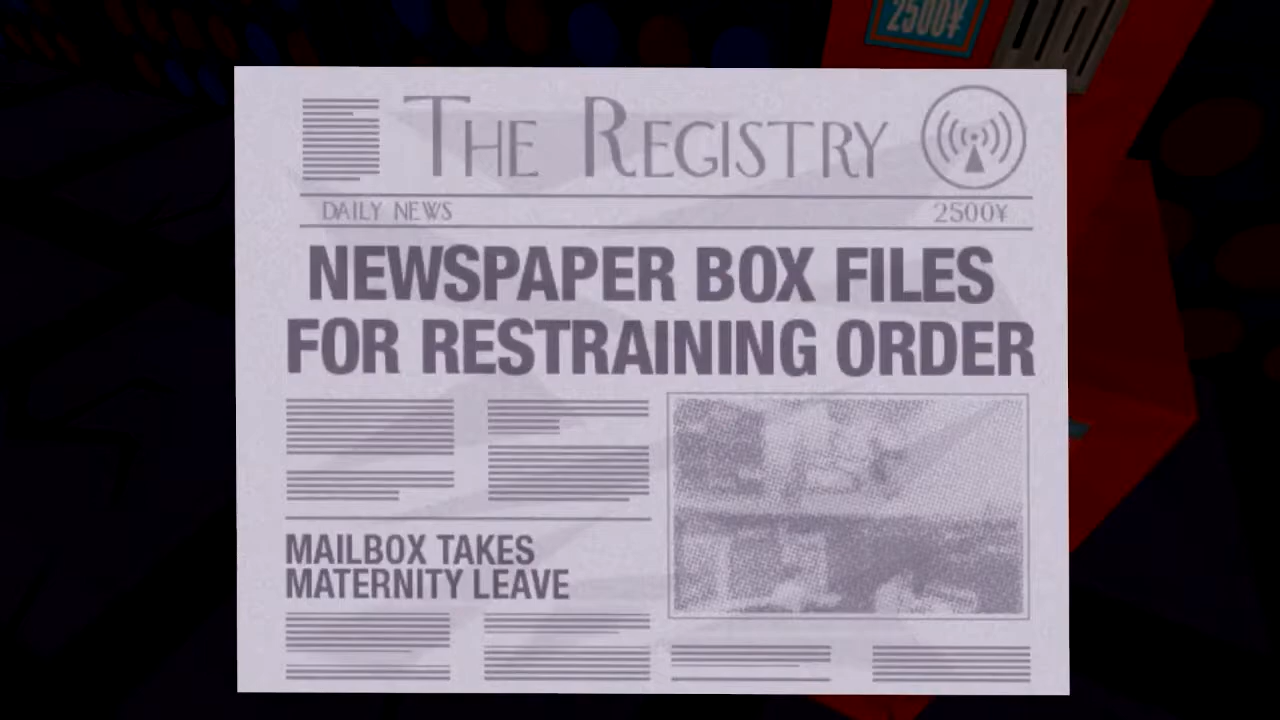 2500¥
THE REGISTRY
DAILY NEWS
2500¥
NEWSPAPER BOX FILES
FOR RESTRAINING ORDER
MAILBOX TAKES
MATERNITY LEAVE